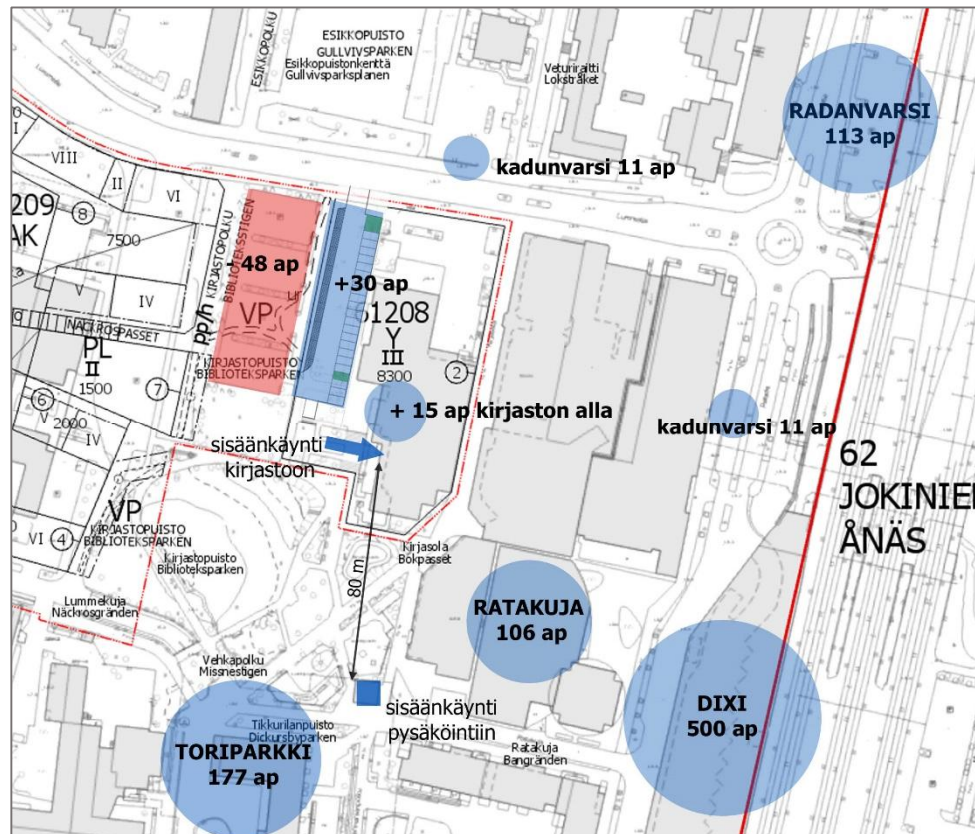 ESIKKOPUISTO
GULLVIVSPARKEN
Esikkopuistonkenttä
Gullvivsparksplanen
ESIKKOPOLKU
Veturiraitti
Lokstråket
RADANVARSI
113 ap
kadunvarsi 11 ap
I
VIII
II
VI
209
AK
8
7500
V
IV
NÄCKROSPASSET
PL
II
1500
7
6
V
2000
IV
pp/h
KIRJASTOPOLKU
BIBLIOTEKSSTIGEN
- 48 ap
VP
KIRJASTOPUISTO
BIBLIOTEKSPARKEN
+30 ap
61208
Y
III
8300
2
+ 15 ap kirjaston alla
sisäänkäynti
kirjastoon
kadunvarsi 11 ap
62
JOKINIE
ÅNÄS
VP
KIRJASTOPUISTO
BIBLIOTEKSPARKEN
VI
4
Kirjastopuisto
Biblioteksparken
Kirjasola
Bokpasset
80 m
Lummekuja
Näckrosgränden
RATAKUJA
106 ap
Vehkapolku
Missnestigen
DIXI
500 ap
sisäänkäynti
pysäköintiin
Tikkurilanpuisto
Dickursbyparken
TORIPARKKI
177 ap
Ratakuja
Bangränden